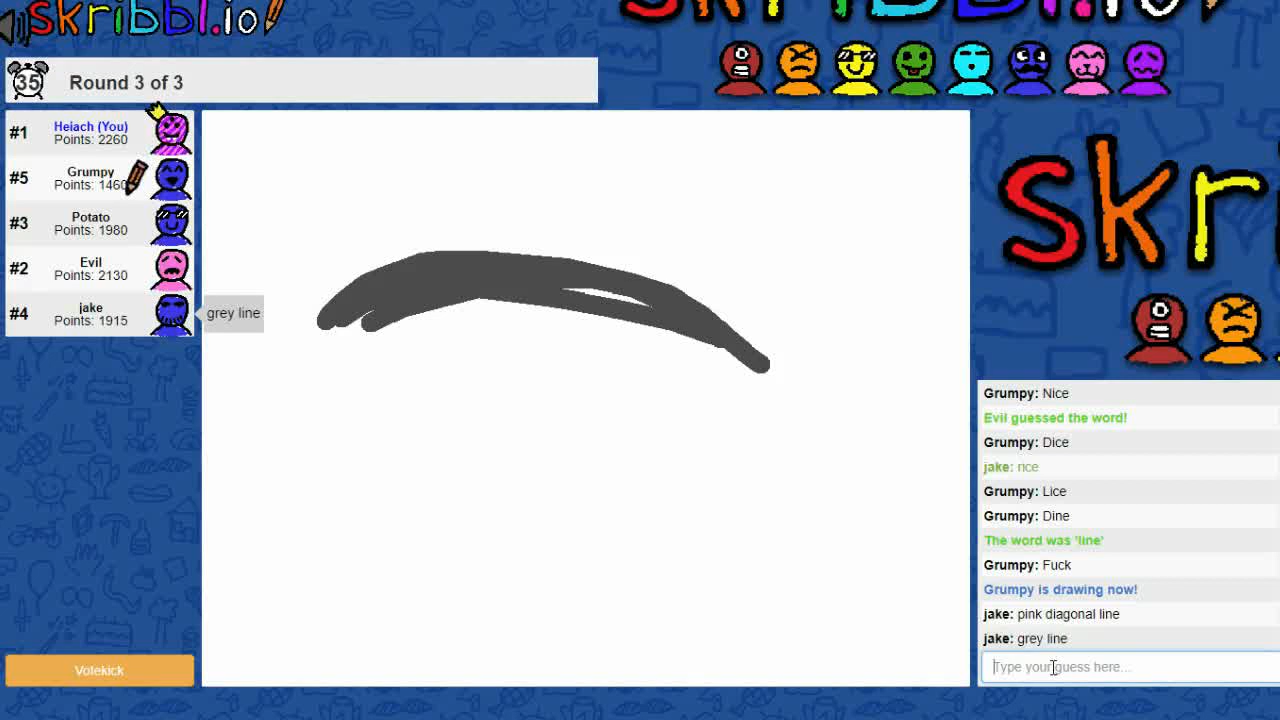 skribbl.io
skribbl.io
35
Round 3 of 3
#1
Heiach (You)
Points: 2260
#5
Grumpy
Points: 1460
#3
Potato
Points: 1980
#2
Evil
Points: 2130
#4
jake
Points: 1915
grey line
skr
Grumpy: Nice
Evil guessed the word!
Grumpy: Dice
jake: rice
Grumpy: Lice
Grumpy: Dine
The word was 'line'
Grumpy: Fuck
Grumpy is drawing now!
jake: pink diagonal line
jake: grey line
Type your guess here...
Votekick